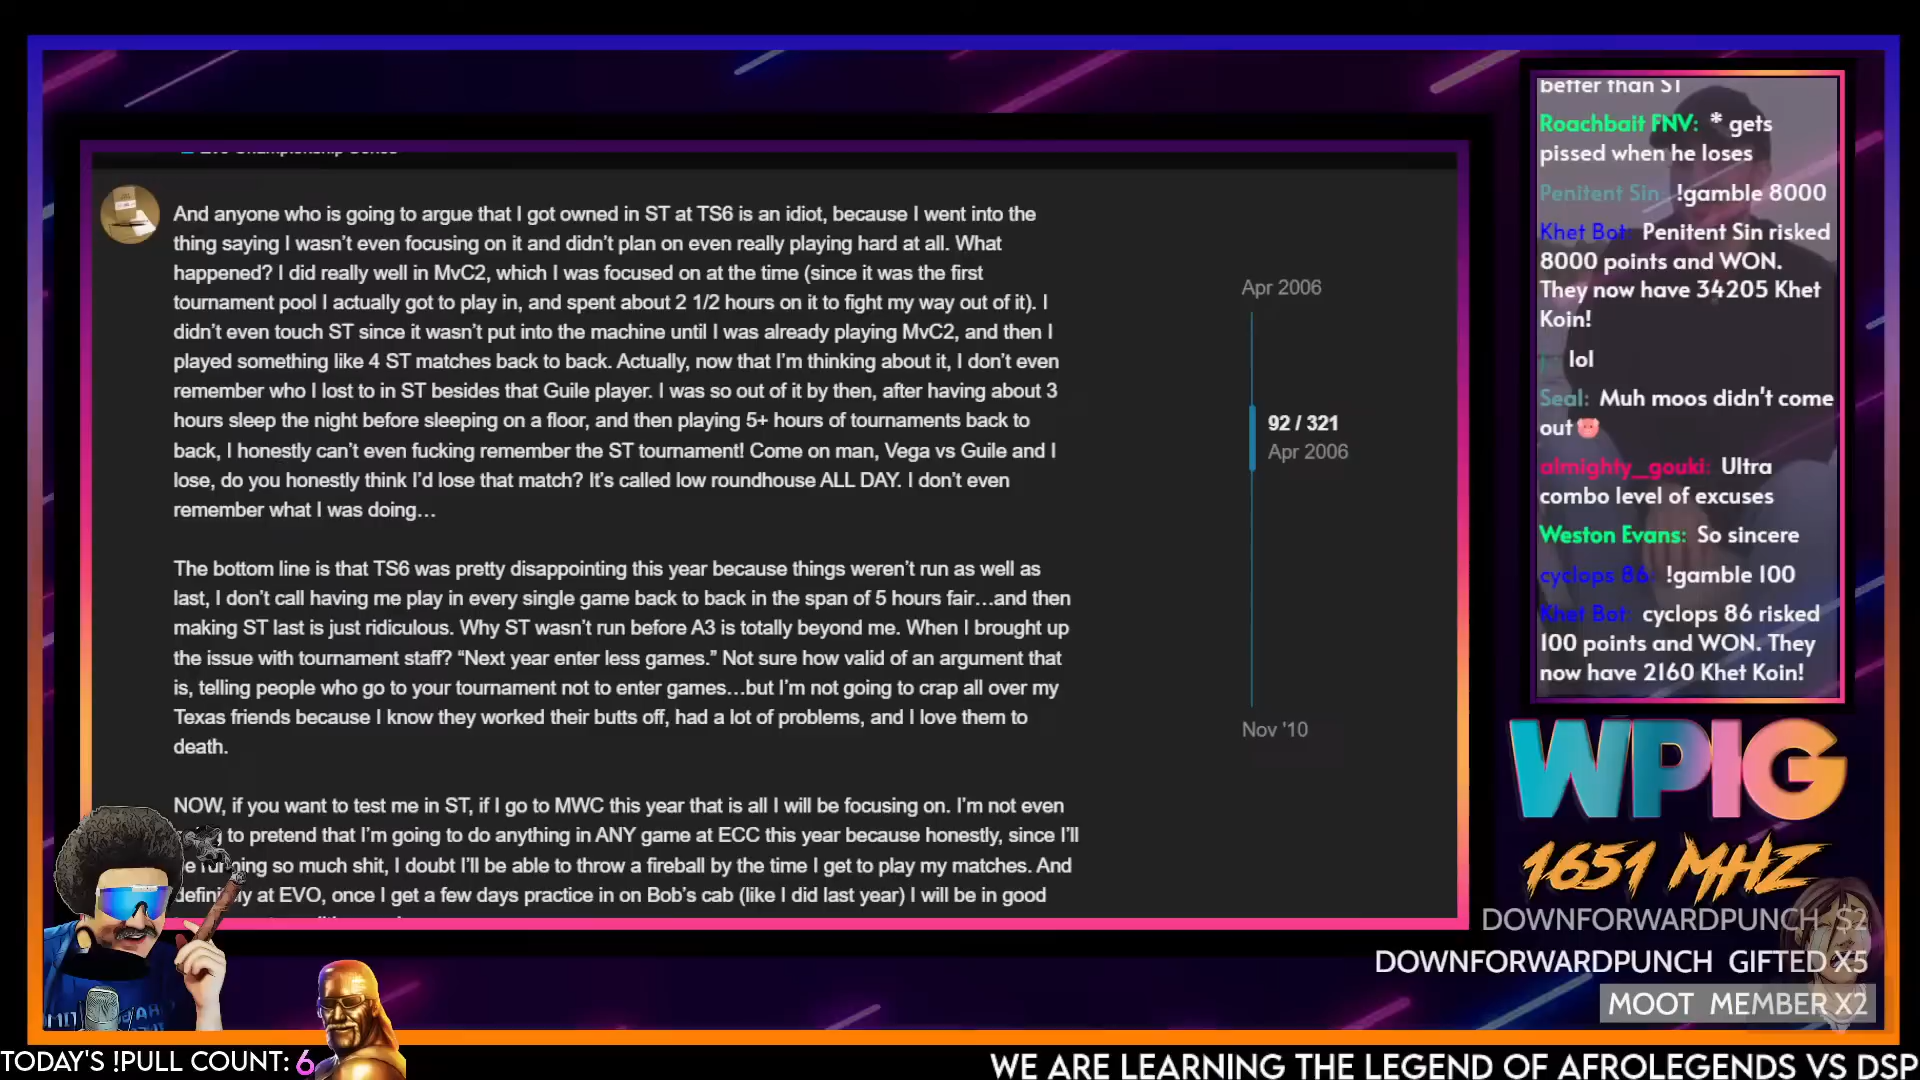 Evo Championship Series
And anyone who is going to argue that I got owned in ST at TS6 is an idiot, because I went into the
thing saying I wasn't even focusing on it and didn't plan on even really playing hard at all. What
happened? I did really well in MvC2, which I was focused on at the time (since it was the first
tournament pool I actually got to play in, and spent about 2 1/2 hours on it to fight my way out of it). I
didn't even touch ST since it wasn't put into the machine until I was already playing MvC2, and then I
played something like 4 ST matches back to back. Actually, now that I'm thinking about it, I don't even
remember who I lost to in ST besides that Guile player. I was so out of it by then, after having about 3
hours sleep the night before sleeping on a floor, and then playing 5+ hours of tournaments back to
back, I honestly can't even fucking remember the ST tournament! Come on man, Vega vs Guile and I
lose, do you honestly think I'd lose that match? It's called low roundhouse ALL DAY. I don't even
remember what I was doing…
The bottom line is that TS6 was pretty disappointing this year because things weren't run as well as
last, I don't call having me play in every single game back to back in the span of 5 hours fair…and then
making ST last is just ridiculous. Why ST wasn't run before A3 is totally beyond me. When I brought up
the issue with tournament staff? “Next year enter less games.” Not sure how valid of an argument that
is, telling people who go to your tournament not to enter games…but I'm not going to crap all over my
Texas friends because I know they worked their butts off, had a lot of problems, and I love them to
death.
NOW, if you want to test me in ST, if I go to MWC this year that is all I will be focusing on. I'm not even
to pretend that I'm going to do anything in ANY game at ECC this year because honestly, since I'll
so much shit, I doubt I'll be able to throw a fireball by the time I get to play my matches. And
at EVO, once I get a few days practice in on Bob's cab (like I did last year) I will be in good
Apr 2006
92 / 321
Apr 2006
Nov '10
better than ST
Roachbait FNV: * gets
pissed when he loses
Penitent Sin: !gamble 8000
Khet Bot: Penitent Sin risked
8000 points and WON.
They now have 34205 Khet
Koin!
lol
Seal: Muh moos didn't come
out
almighty_gouki: Ultra
combo level of excuses
Weston Evans: So sincere
cyclops 86: !gamble 100
Khet Bot: cyclops 86 risked
100 points and WON. They
now have 2160 Khet Koin!
WPIG
1651 MHZ
DOWNFORWARDPUNCH $2
DOWNFORWARDPUNCH GIFTED X5
MOOT MEMBER X2
TODAY'S !PULL COUNT: 6
WE ARE LEARNING THE LEGEND OF AFROLEGENDS VS DSP